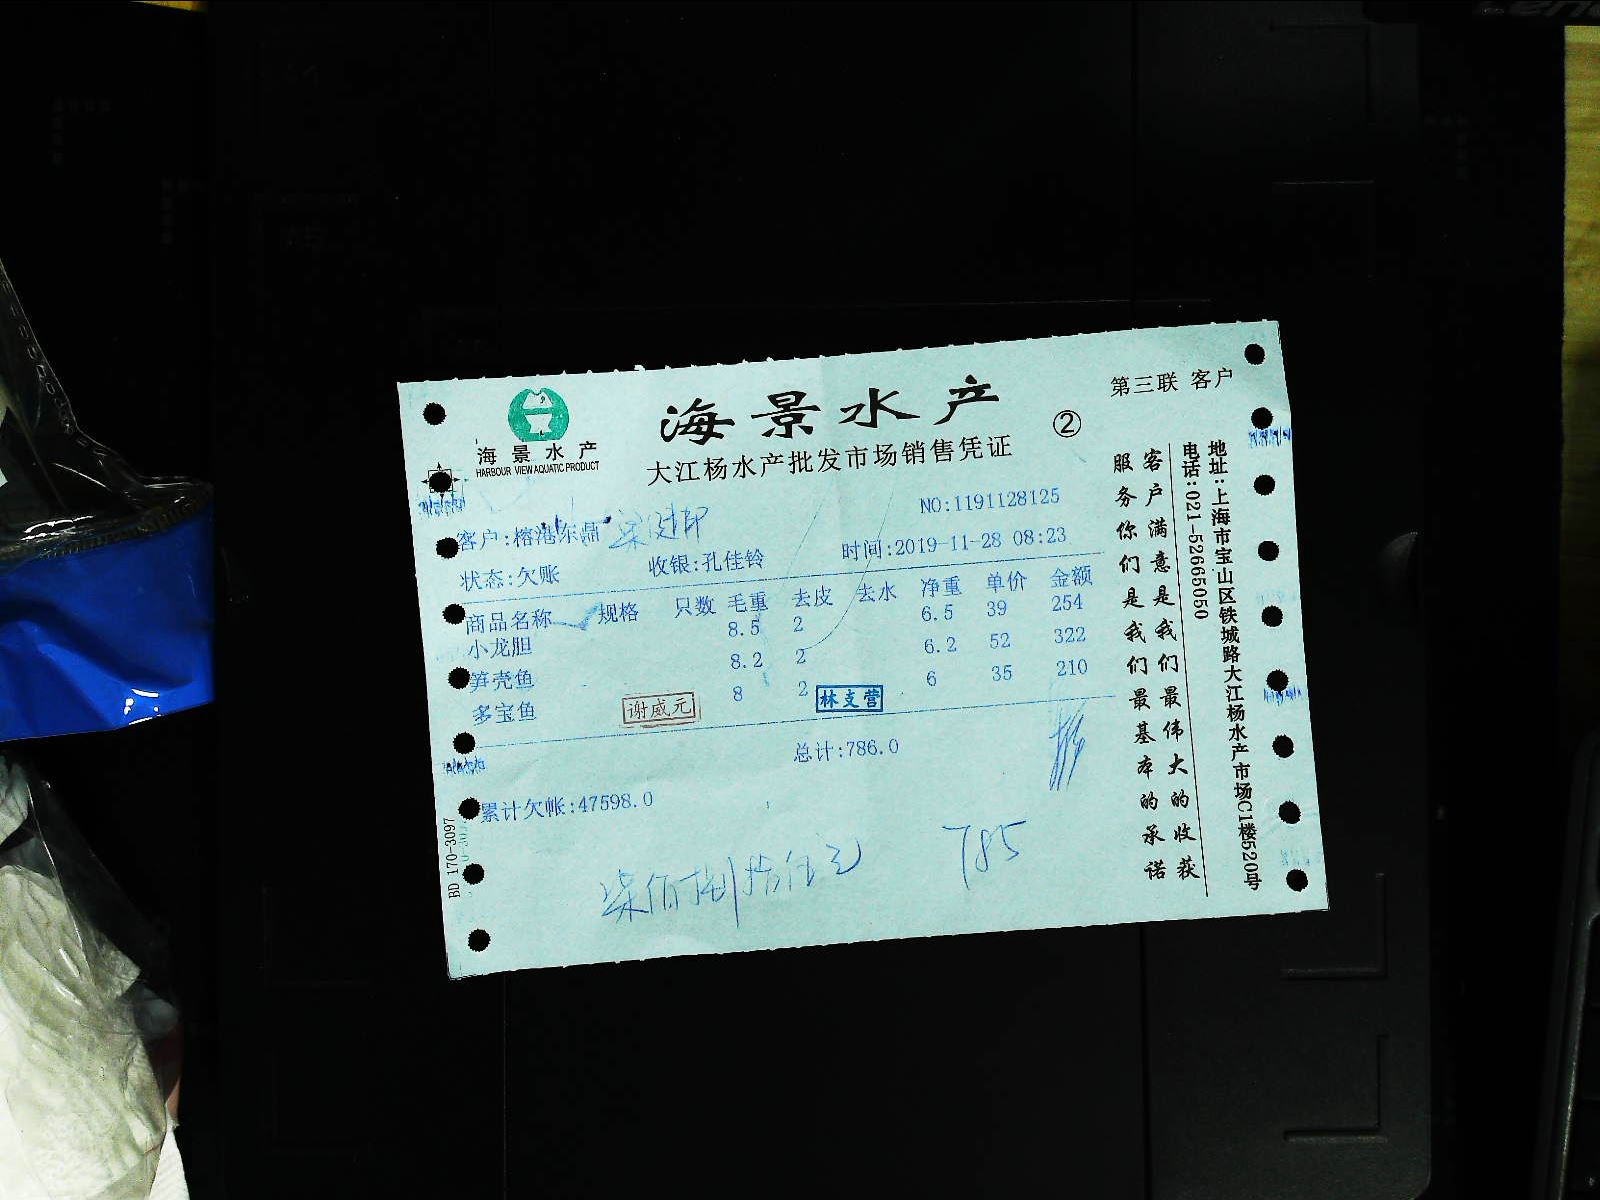 第三联 客户
海景水产
②
海景水产
HARBOUR VIEW AQUATIC PRODUCT
大江杨水产批发市场销售凭证
NO:1191128125
客户:榕港东鼎
状态:欠账 收银:孔佳铃 时间:2019-11-28 08:23
商品名称 规格 只数 毛重 去皮 去水 净重 单价 金额
小龙胆 8.5 2 6.5 39 254
笋壳鱼 8.2 2 6.2 52 322
多宝鱼 8 2 6 35 210
谢威元 林支营
总计:786.0
累计欠帐:47598.0
柒佰捌拾伍元 785
BD 170-3097
客户满意是我们最伟大的收获
服务你们是我们最基本的承诺
地址:上海市宝山区铁城路大江杨水产市场C1楼520号
电话:021-52665050